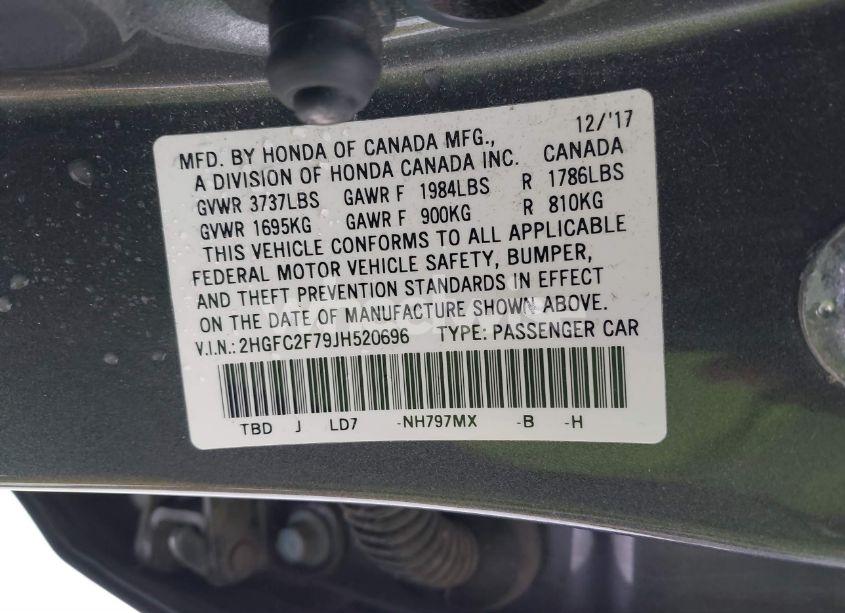 12/'17
MFD. BY HONDA OF CANADA MFG.,
A DIVISION OF HONDA CANADA INC. CANADA
GVWR 3737LBS GAWR F 1984LBS R 1786LBS
GVWR 1695KG GAWR F 900KG R 810KG
THIS VEHICLE CONFORMS TO ALL APPLICABLE
FEDERAL MOTOR VEHICLE SAFETY, BUMPER,
AND THEFT PREVENTION STANDARDS IN EFFECT
ON THE DATE OF MANUFACTURE SHOWN ABOVE.
V.I.N.:2HGFC2F79JH520696 TYPE: PASSENGER CAR
TBD J LD7 -NH797MX -B -H